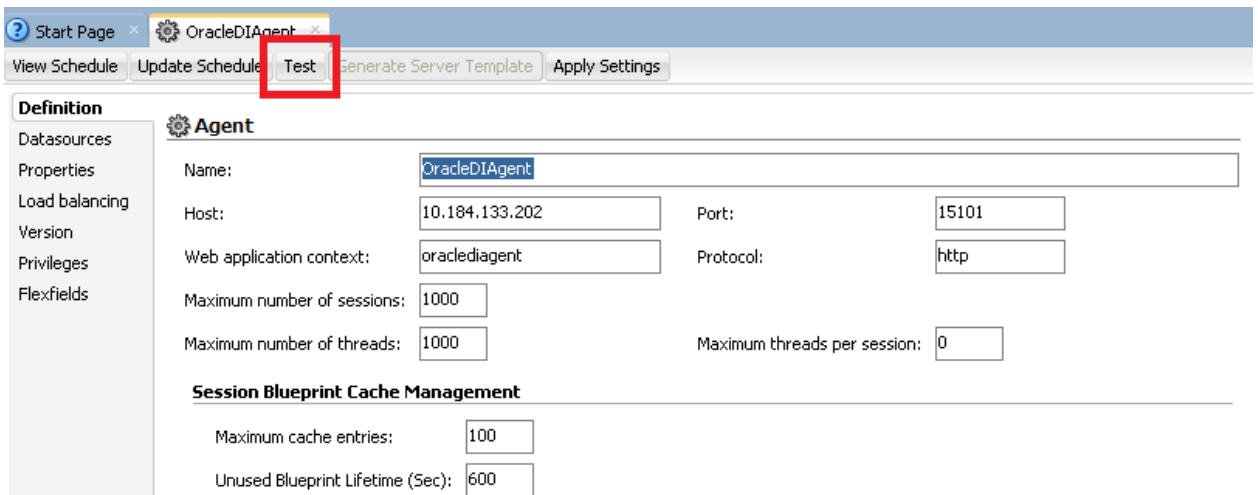 Start Page OracleDIAgent
View Schedule Update Schedule Test Generate Server Template Apply Settings
Definition
Datasources
Properties
Load balancing
Version
Privileges
Flexfields
Agent
Name: OracleDIAgent
Host: 10.184.133.202 Port: 15101
Web application context: oraclediagent Protocol: http
Maximum number of sessions: 1000
Maximum number of threads: 1000 Maximum threads per session: 0
Session Blueprint Cache Management
Maximum cache entries: 100
Unused Blueprint Lifetime (Sec): 600